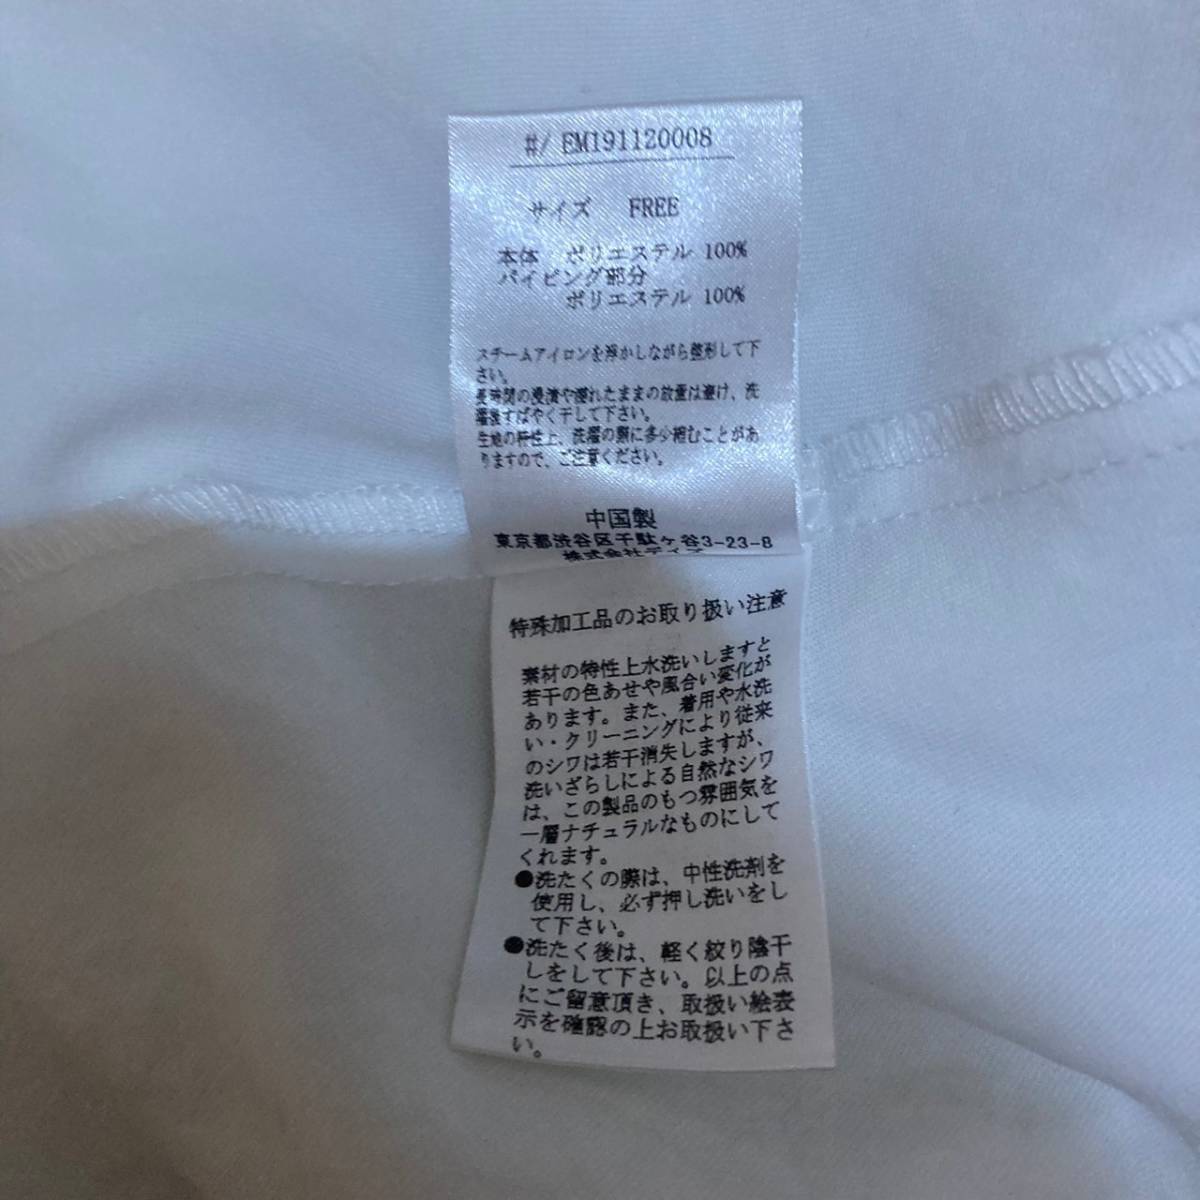 #/ EM191120008
サイズ FREE
本体 ポリエステル 100%
パイピング部分
ポリエステル 100%
スチームアイロンを浮かしながら整形して下
さい。
長時間の浸漬や濡れたままの放置は避け、洗
濯後すばやく干して下さい。
生地の特性上、洗濯の際に多少縮むことがあ
りますので、ご注意ください。
中国製
東京都渋谷区千駄ヶ谷3-23-8
株式会社デイズ
特殊加工品のお取り扱い注意
素材の特性上水洗いしますと
若干の色あせや風合い変化が
あります。また、着用や水洗
い・クリーニングにより従来
のシワは若干消失しますが、
洗いざらしによる自然なシワ
は、この製品のもつ雰囲気を
一層ナチュラルなものにして
くれます。
●洗たくの際は、中性洗剤を
使用し、必ず押し洗いをし
て下さい。
●洗たく後は、軽く絞り陰干
しをして下さい。以上の点
にご留意頂き、取扱い絵表
示を確認の上お取扱い下さ
い。